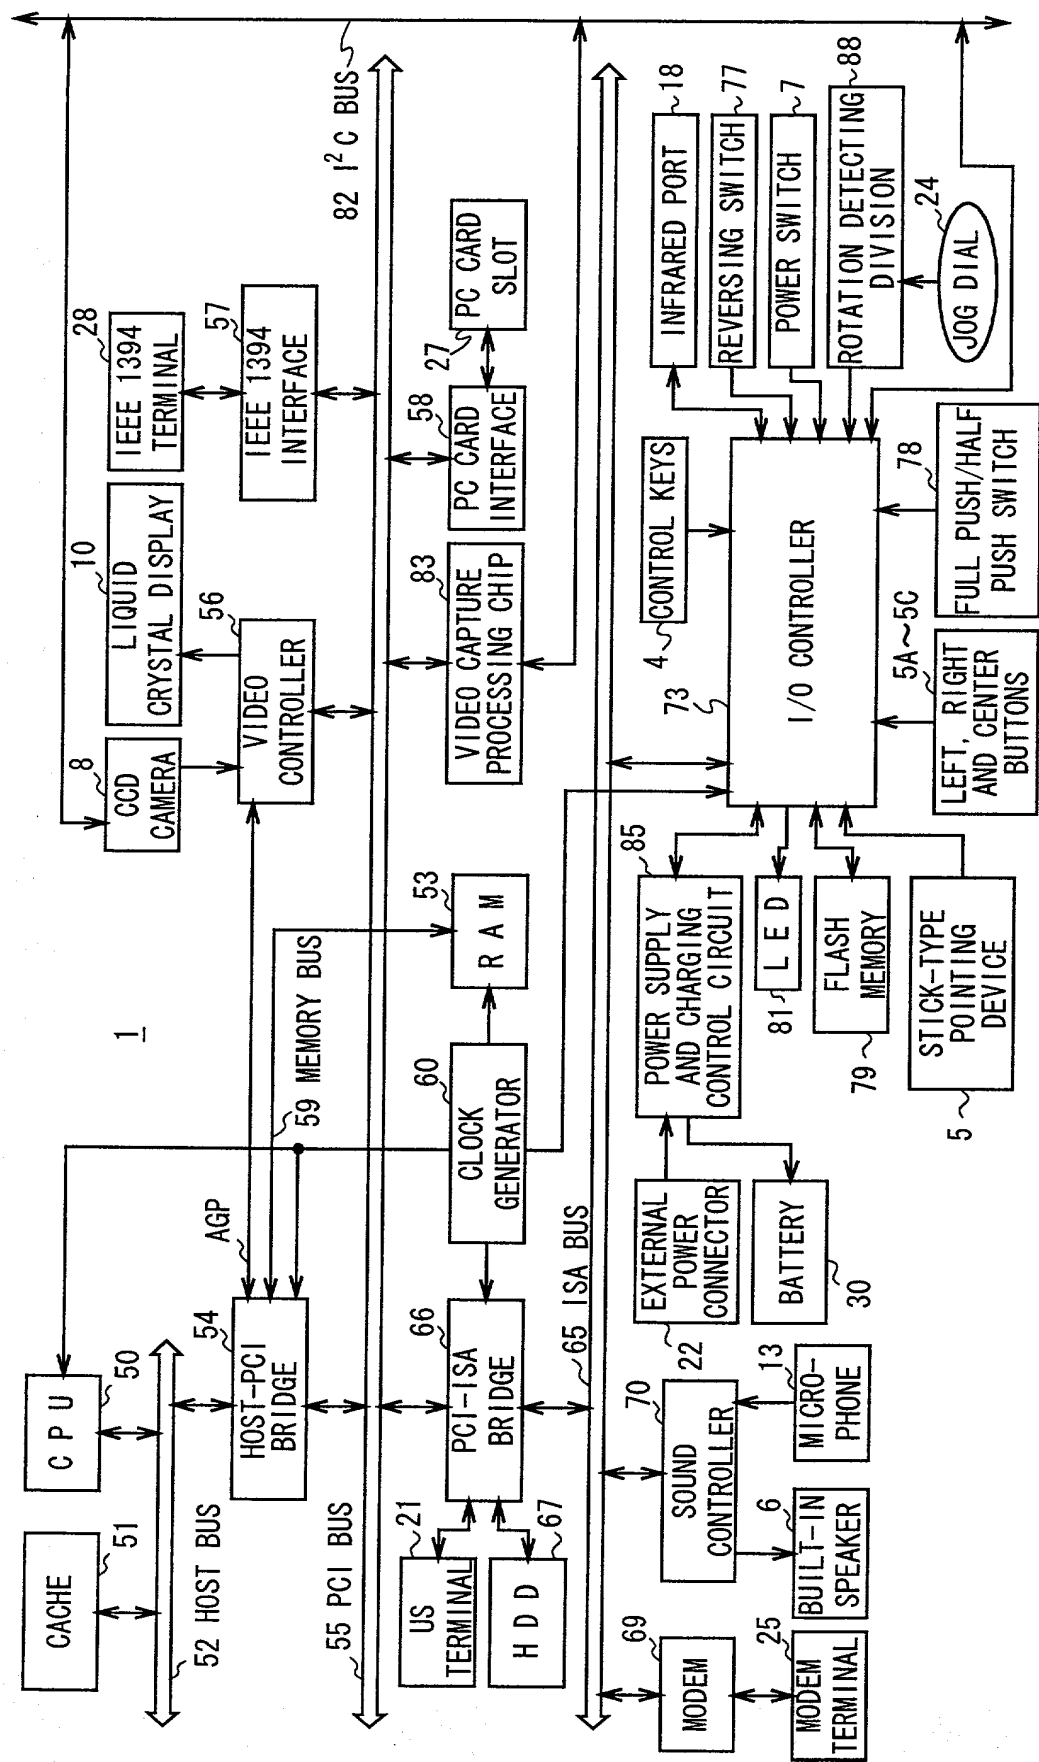 1
CACHE
51
C P U
50
52 HOST BUS
HOST-PCI
BRIDGE
54
AGP
59 MEMORY BUS
CCD
CAMERA
8
LIQUID
CRYSTAL DISPLAY
10
VIDEO
CONTROLLER
56
IEEE 1394
TERMINAL
28
IEEE 1394
INTERFACE
57
82 I²C BUS
55 PCI BUS
US
TERMINAL
21
H D D
67
PCI-ISA
BRIDGE
66
CLOCK
GENERATOR
60
R A M
53
VIDEO CAPTURE
PROCESSING CHIP
83
PC CARD
INTERFACE
58
PC CARD
SLOT
27
65 ISA BUS
MODEM
69
MODEM
TERMINAL
25
SOUND
CONTROLLER
70
BUILT-IN
SPEAKER
6
MICRO-
PHONE
13
EXTERNAL
POWER
CONNECTOR
22
BATTERY
30
POWER SUPPLY
AND CHARGING
CONTROL CIRCUIT
85
L E D
81
FLASH
MEMORY
79
STICK-TYPE
POINTING
DEVICE
5
I/O CONTROLLER
73
CONTROL KEYS
4
LEFT, RIGHT
AND CENTER
BUTTONS
5A~5C
FULL PUSH/HALF
PUSH SWITCH
78
INFRARED PORT
18
REVERSING SWITCH
77
POWER SWITCH
7
ROTATION DETECTING
DIVISION
88
JOG DIAL
24